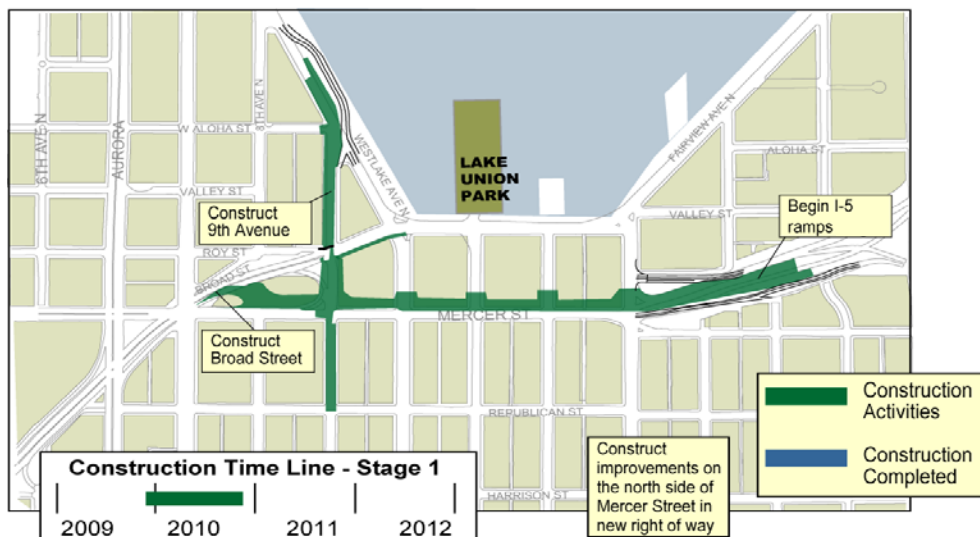 6TH AVE N
AURORA
8TH AVE N
W ALOHA ST
WESTLAKE AVE N
LAKE
UNION
PARK
FAIRVIEW AVE N
ALOHA ST
VALLEY ST
Construct
9th Avenue
VALLEY ST
Begin I-5
ramps
ROY ST
BROAD ST
MERCER ST
Construct
Broad Street
REPUBLICAN ST
Construction
Activities
Construction
Completed
Construct
improvements on
the north side of
Mercer Street in
new right of way
HARRISON ST
Construction Time Line - Stage 1
2009 2010 2011 2012